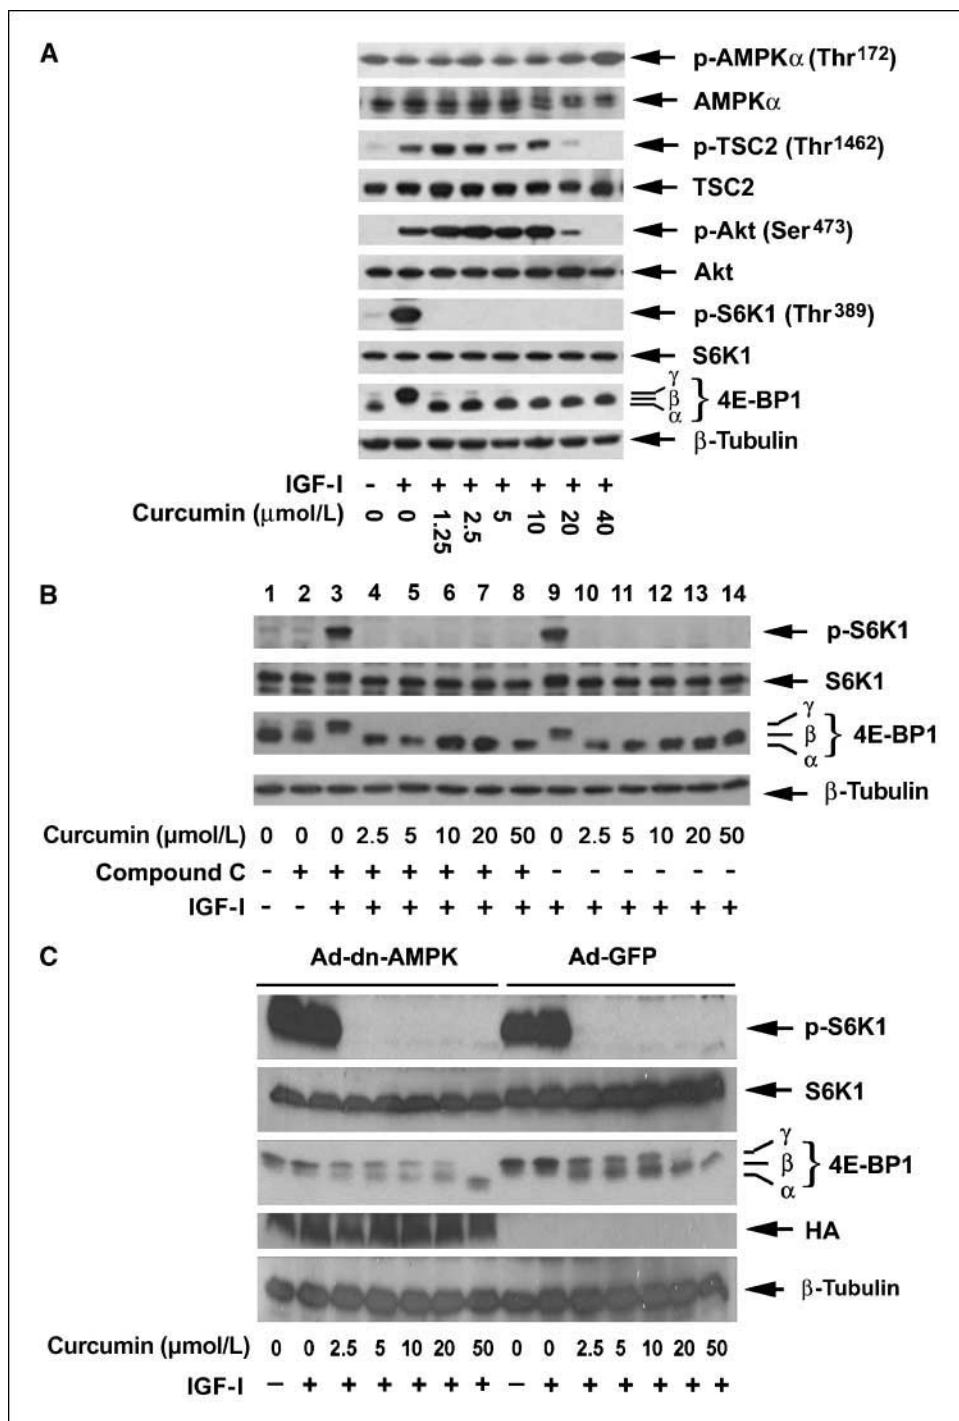 A
p-AMPKα (Thr172)
AMPKα
p-TSC2 (Thr1462)
TSC2
p-Akt (Ser473)
Akt
p-S6K1 (Thr389)
S6K1
γ
β } 4E-BP1
α
β-Tubulin
IGF-I - + + + + + + +
Curcumin (μmol/L) 0 0 1.25 2.5 5 10 20 40
B 1 2 3 4 5 6 7 8 9 10 11 12 13 14
p-S6K1
S6K1
γ
β } 4E-BP1
α
β-Tubulin
Curcumin (μmol/L) 0 0 0 2.5 5 10 20 50 0 2.5 5 10 20 50
Compound C - + + + + + + + - - - - - -
IGF-I - - + + + + + + + + + + + +
C Ad-dn-AMPK Ad-GFP
p-S6K1
S6K1
γ
β } 4E-BP1
α
HA
β-Tubulin
Curcumin (μmol/L) 0 0 2.5 5 10 20 50 0 0 2.5 5 10 20 50
IGF-I − + + + + + + − + + + + + +